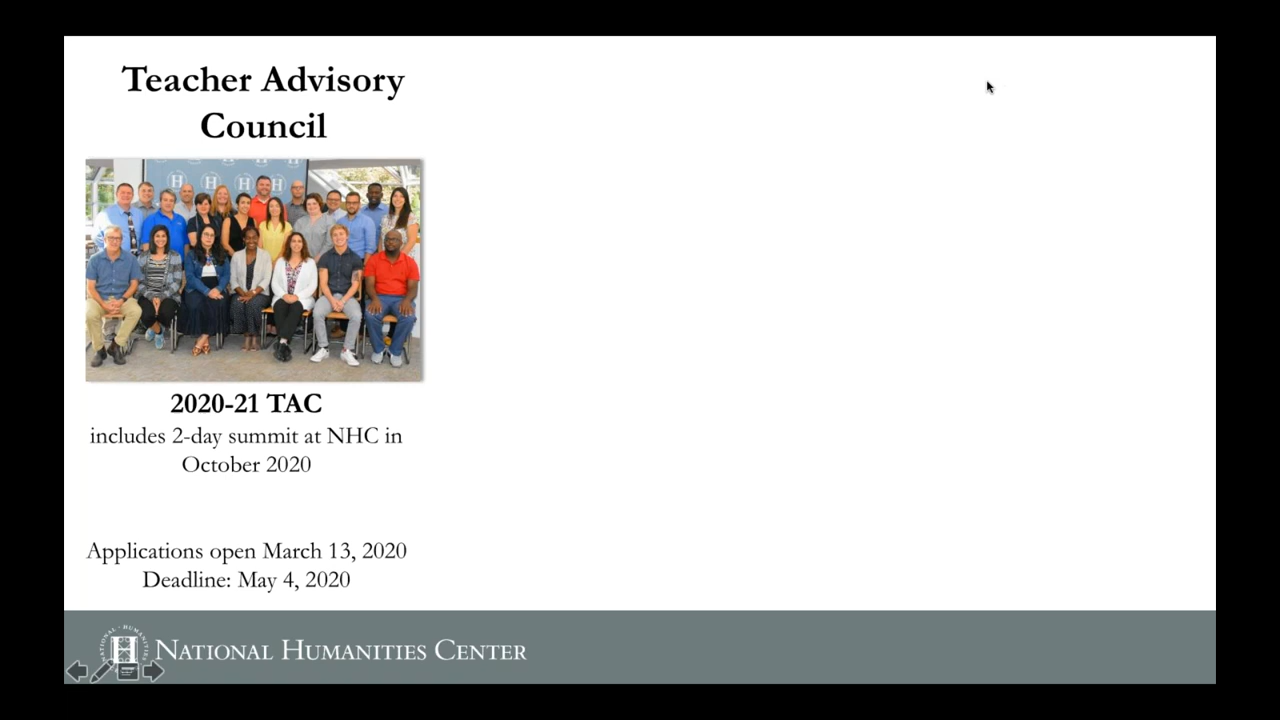 Teacher Advisory
Council
2020-21 TAC
includes 2-day summit at NHC in
October 2020
Applications open March 13, 2020
Deadline: May 4, 2020
NATIONAL HUMANITIES CENTER